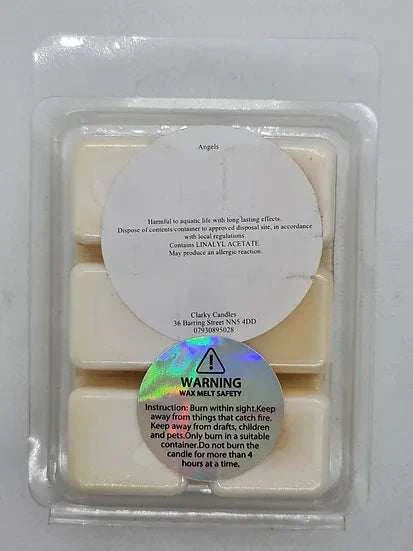 Angels
Harmful to aquatic life with long lasting effects.
Dispose of contents/container to approved disposal site, in accordance
with local regulations.
Contains LINALYL ACETATE.
May produce an allergic reaction.
Clarky Candles
36 Barting Street NN5 4DD
07930895028
WARNING
WAX MELT SAFETY
Instruction: Burn within sight.Keep
away from things that catch fire.
Keep away from drafts, children
and pets.Only burn in a suitable
container.Do not burn the
candle for more than 4
hours at a time.